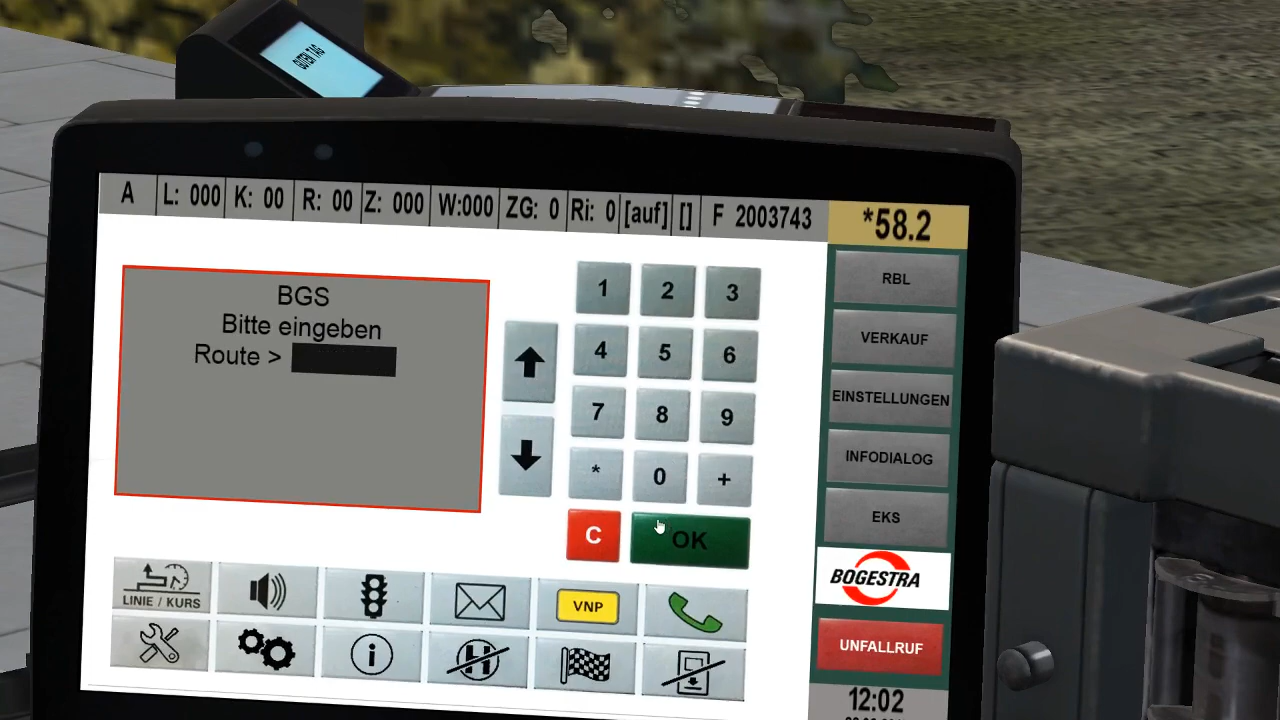 GUTEN TAG
A L: 000 K: 00 R: 00 Z: 000 W:000 ZG: 0 Ri: 0 [auf] [] F 2003743 *58.2
BGS
Bitte eingeben
Route >
1 2 3
4 5 6
7 8 9
* 0 +
C OK
RBL
VERKAUF
EINSTELLUNGEN
INFODIALOG
EKS
BOGESTRA
UNFALLRUF
12:02
LINIE / KURS
VNP
H
i